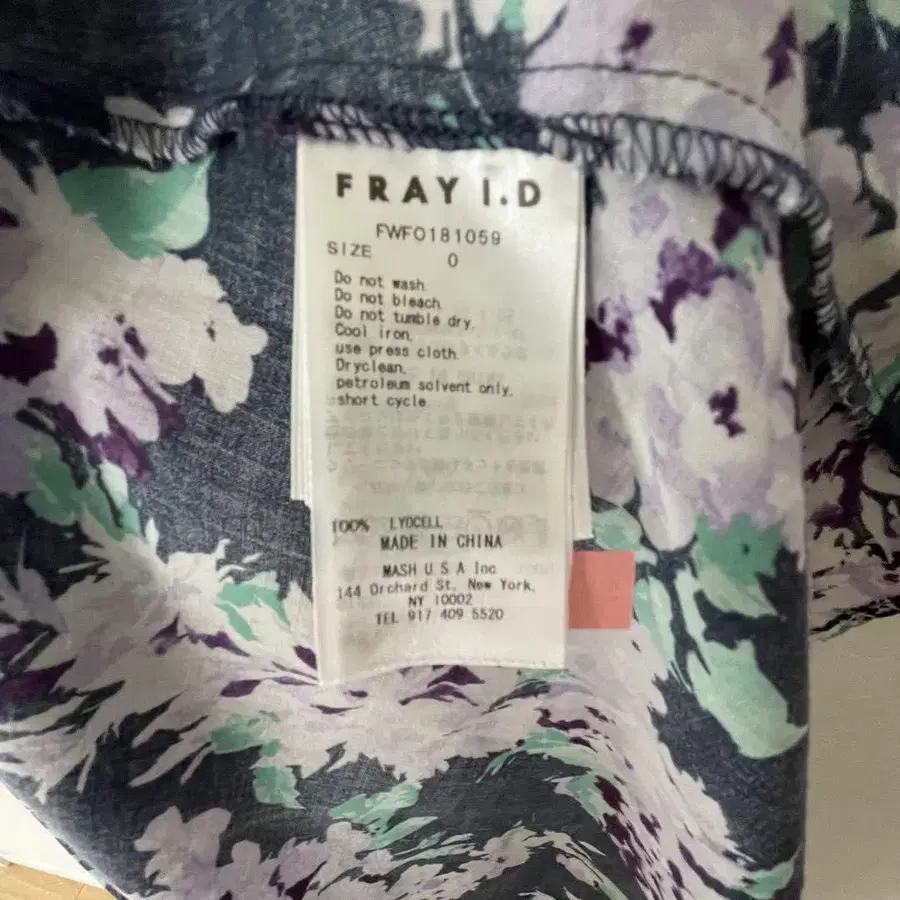 FRAY I.D
FWFO181059
SIZE 0
Do not wash.
Do not bleach.
Do not tumble dry.
Cool iron,
use press cloth.
Dryclean,
petroleum solvent only,
short cycle.
100% LYOCELL
MADE IN CHINA
MASH U S A Inc
144 Orchard St, New York,
NY 10002
TEL 917 409 5520